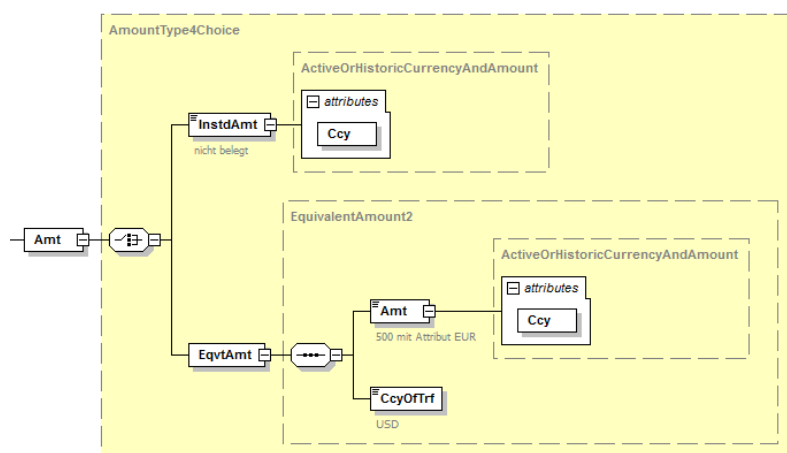 AmountType4Choice
ActiveOrHistoricCurrencyAndAmount
attributes
InstdAmt
Ccy
nicht belegt
EquivalentAmount2
Amt
ActiveOrHistoricCurrencyAndAmount
attributes
Amt
Ccy
500 mit Attribut EUR
EqvtAmt
CcyOfTrf
USD